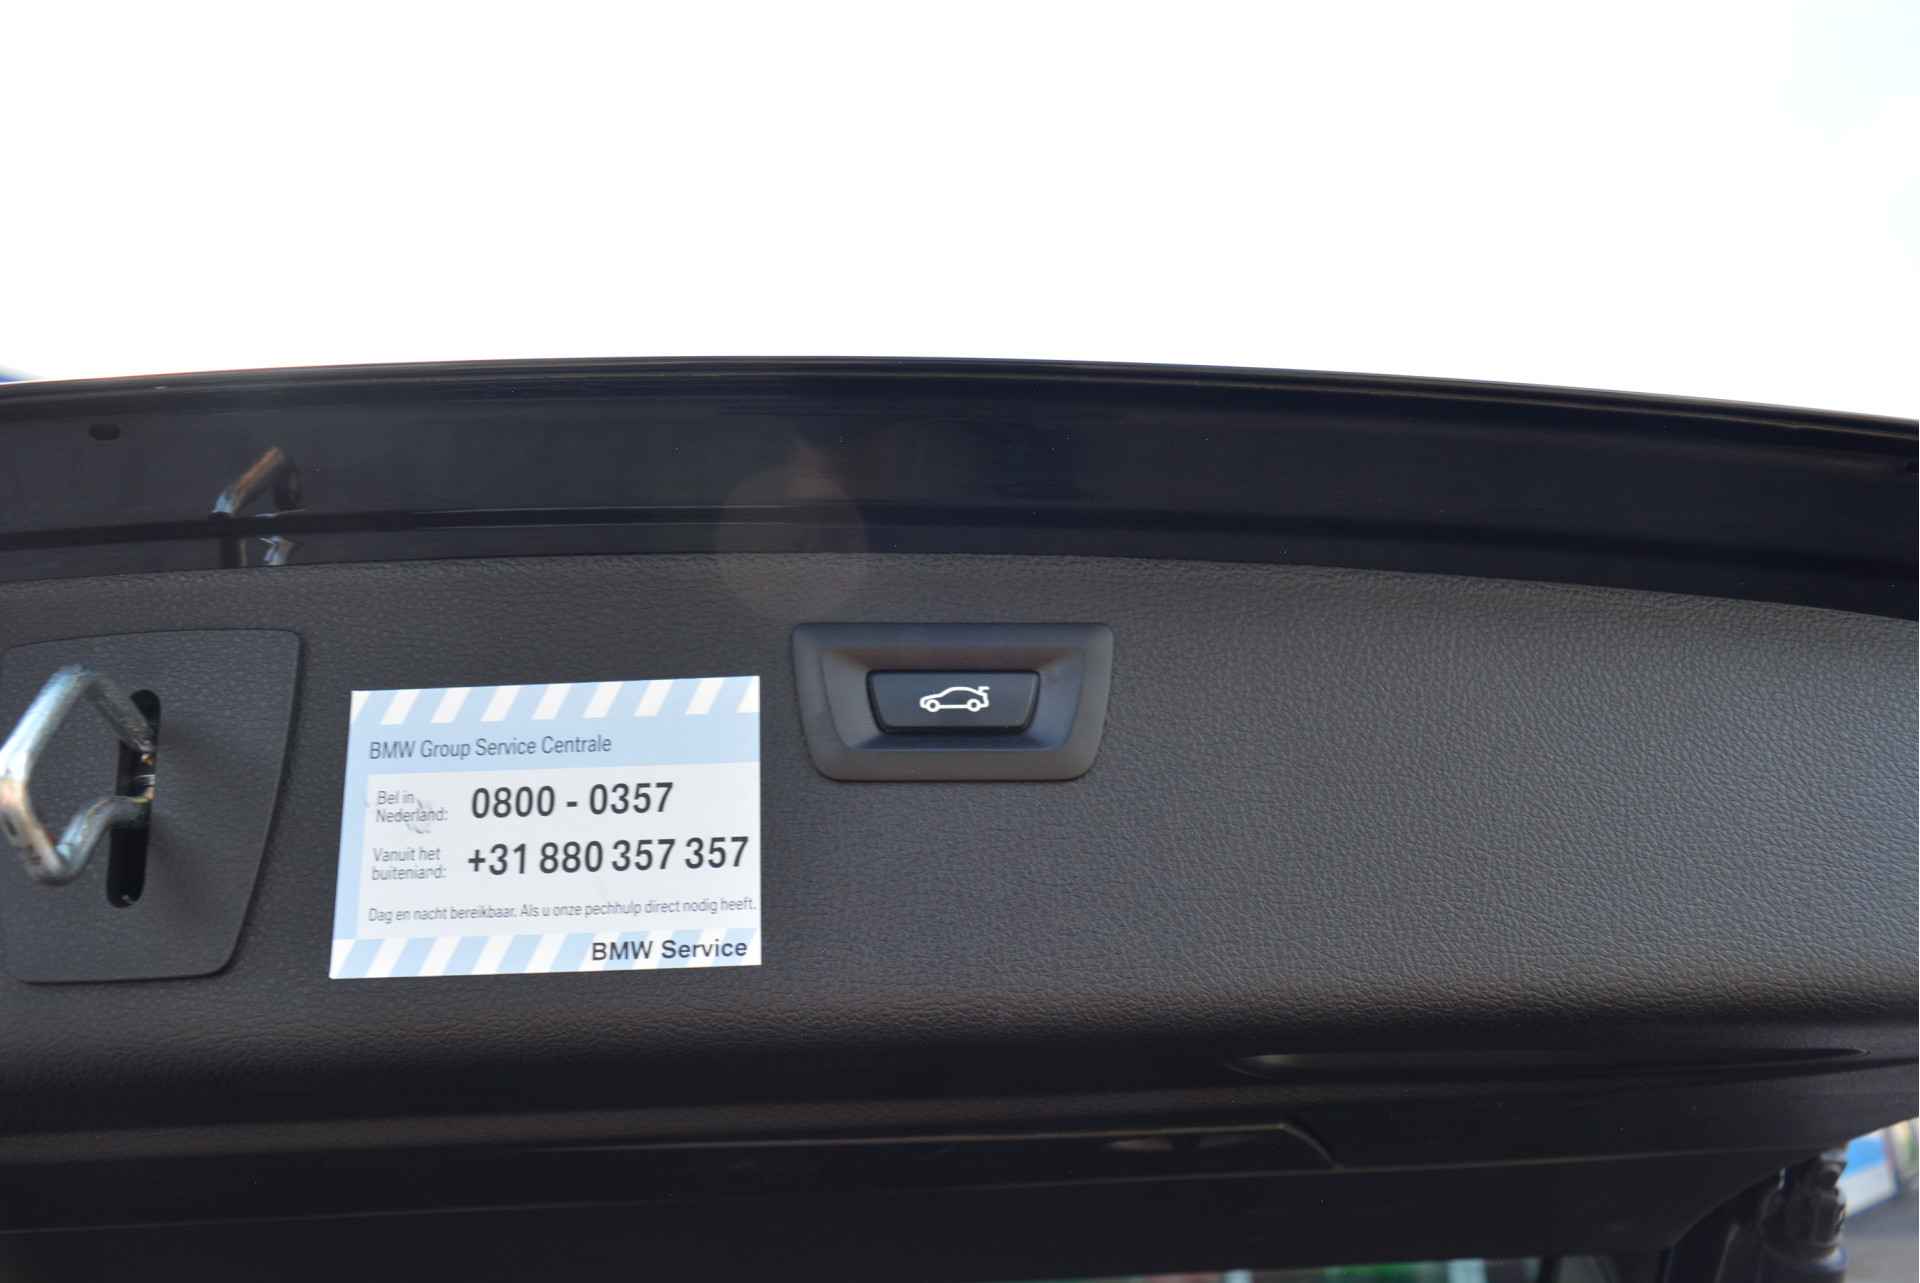 BMW Group Service Centrale
Bel in
Nederland:
0800 - 0357
Vanuit het
buitenland:
+31 880 357 357
Dag en nacht bereikbaar. Als u onze pechhulp direct nodig heeft.
BMW Service